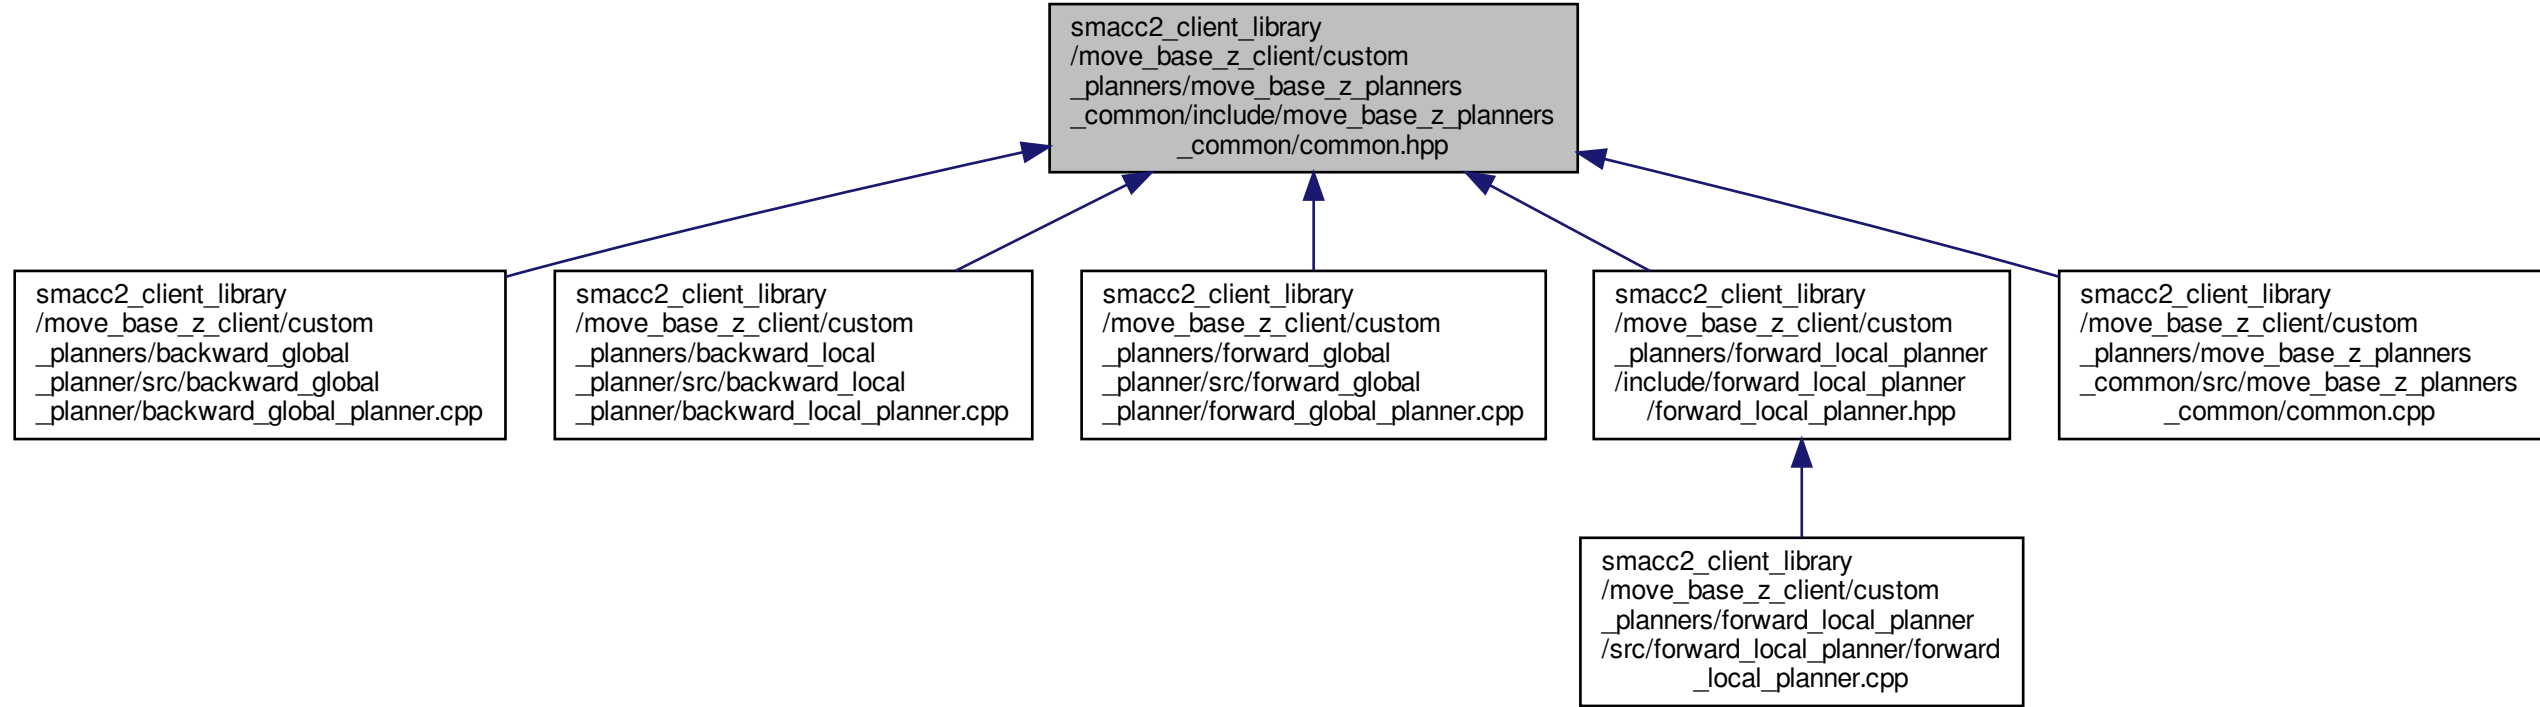 smacc2_client_library
/move_base_z_client/custom
_planners/move_base_z_planners
_common/include/move_base_z_planners
_common/common.hpp
smacc2_client_library
/move_base_z_client/custom
_planners/backward_global
_planner/src/backward_global
_planner/backward_global_planner.cpp
smacc2_client_library
/move_base_z_client/custom
_planners/backward_local
_planner/src/backward_local
_planner/backward_local_planner.cpp
smacc2_client_library
/move_base_z_client/custom
_planners/forward_global
_planner/src/forward_global
_planner/forward_global_planner.cpp
smacc2_client_library
/move_base_z_client/custom
_planners/forward_local_planner
/include/forward_local_planner
/forward_local_planner.hpp
smacc2_client_library
/move_base_z_client/custom
_planners/move_base_z_planners
_common/src/move_base_z_planners
_common/common.cpp
smacc2_client_library
/move_base_z_client/custom
_planners/forward_local_planner
/src/forward_local_planner/forward
_local_planner.cpp